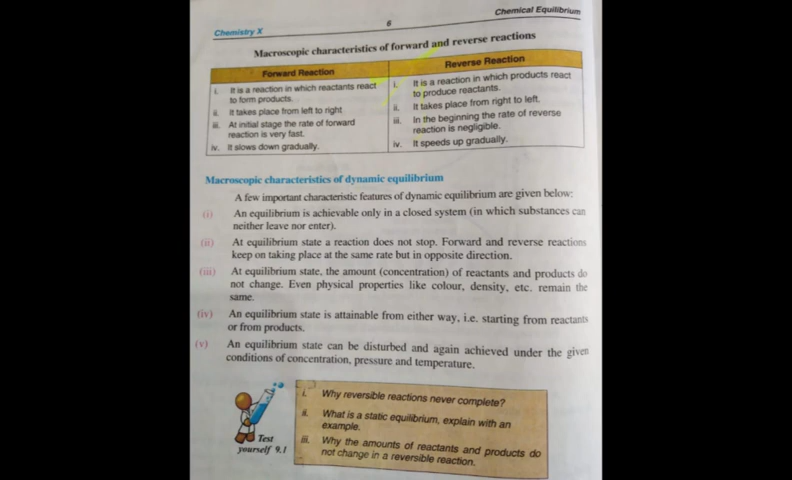 Chemistry X
6
Chemical Equilibrium
Macroscopic characteristics of forward and reverse reactions
Forward Reaction
i. It is a reaction in which reactants react
to form products.
ii. It takes place from left to right
iii. At initial stage the rate of forward
reaction is very fast.
iv. It slows down gradually.
Reverse Reaction
i. It is a reaction in which products react
to produce reactants.
ii. It takes place from right to left.
iii. In the beginning the rate of reverse
reaction is negligible.
iv. It speeds up gradually.
Macroscopic characteristics of dynamic equilibrium
A few important characteristic features of dynamic equilibrium are given below:
(i) An equilibrium is achievable only in a closed system (in which substances can
neither leave nor enter).
(ii) At equilibrium state a reaction does not stop. Forward and reverse reactions
keep on taking place at the same rate but in opposite direction.
(iii) At equilibrium state, the amount (concentration) of reactants and products do
not change. Even physical properties like colour, density, etc. remain the
same.
(iv) An equilibrium state is attainable from either way, i.e. starting from reactants
or from products.
(v) An equilibrium state can be disturbed and again achieved under the given
conditions of concentration, pressure and temperature.
Test
yourself 9.1
i. Why reversible reactions never complete?
ii. What is a static equilibrium, explain with an
example.
iii. Why the amounts of reactants and products do
not change in a reversible reaction.